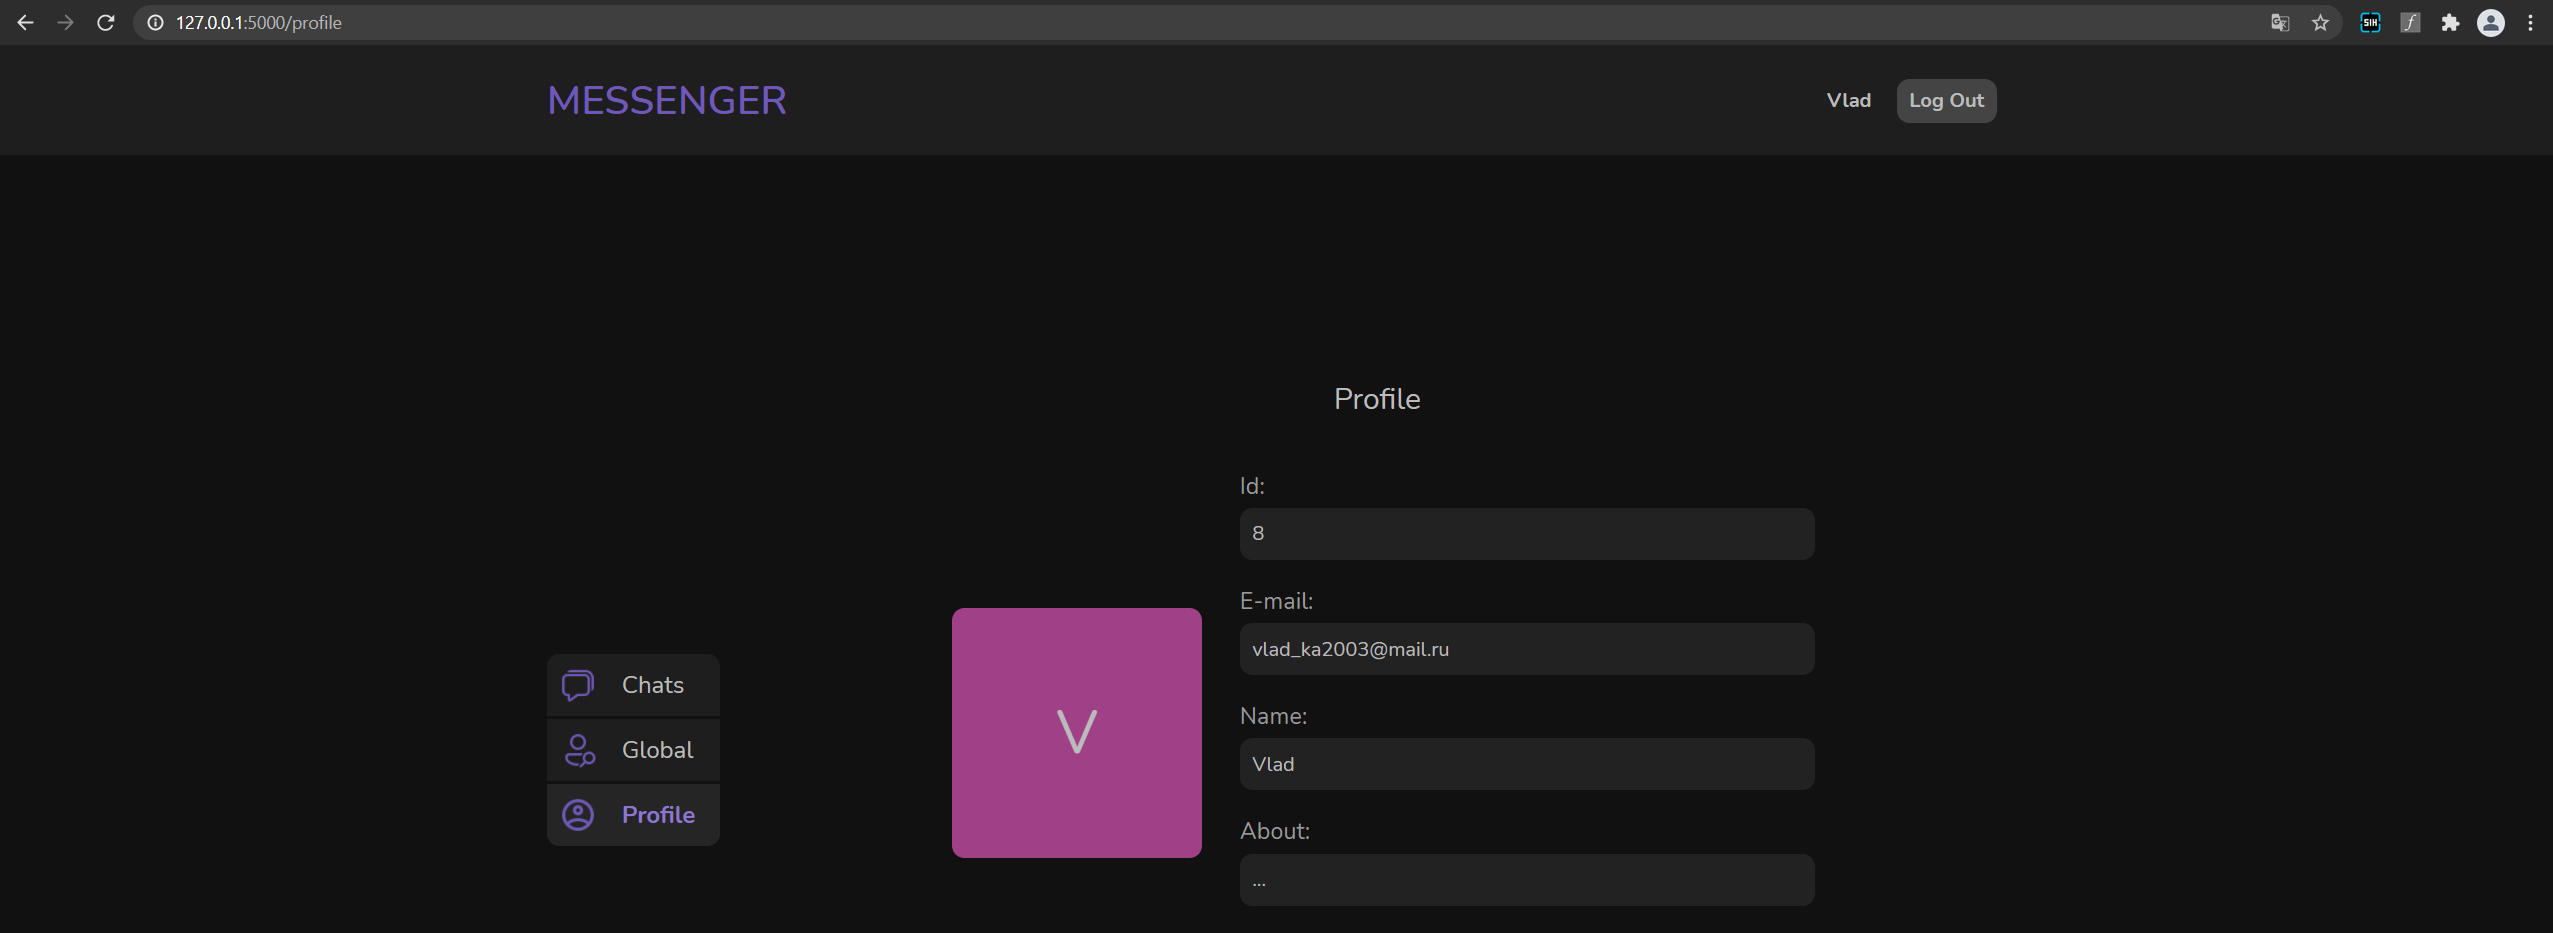 127.0.0.1:5000/profile
SIH
f
MESSENGER
Vlad
Log Out
Profile
Id:
8
E-mail:
vlad_ka2003@mail.ru
Name:
Vlad
About:
...
V
Chats
Global
Profile